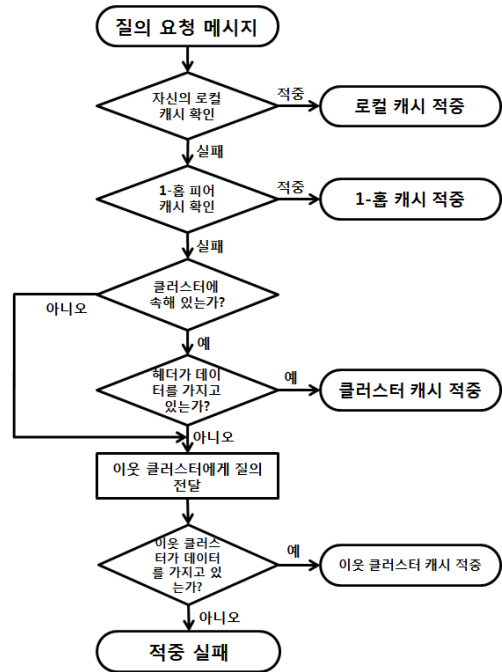 질의 요청 메시지
자신의 로컬
캐시 확인
적중
로컬 캐시 적중
실패
1-홉 피어
캐시 확인
적중
1-홉 캐시 적중
실패
클러스터에
속해 있는가?
아니오
예
헤더가 데이
터를 가지고
있는가?
예
클러스터 캐시 적중
아니오
이웃 클러스터에게 질의
전달
이웃 클러스
터가 데이터
를 가지고 있
는가?
예
이웃 클러스터 캐시 적중
아니오
적중 실패